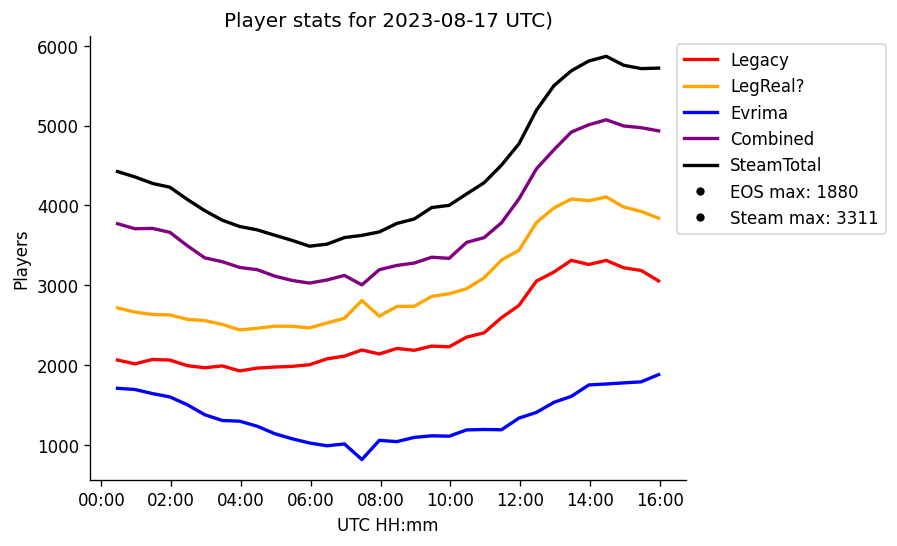 Player stats for 2023-08-17 UTC)
Players
6000
5000
4000
3000
2000
1000
00:00 02:00 04:00 06:00 08:00 10:00 12:00 14:00 16:00
UTC HH:mm
Legacy
LegReal?
Evrima
Combined
SteamTotal
EOS max: 1880
Steam max: 3311